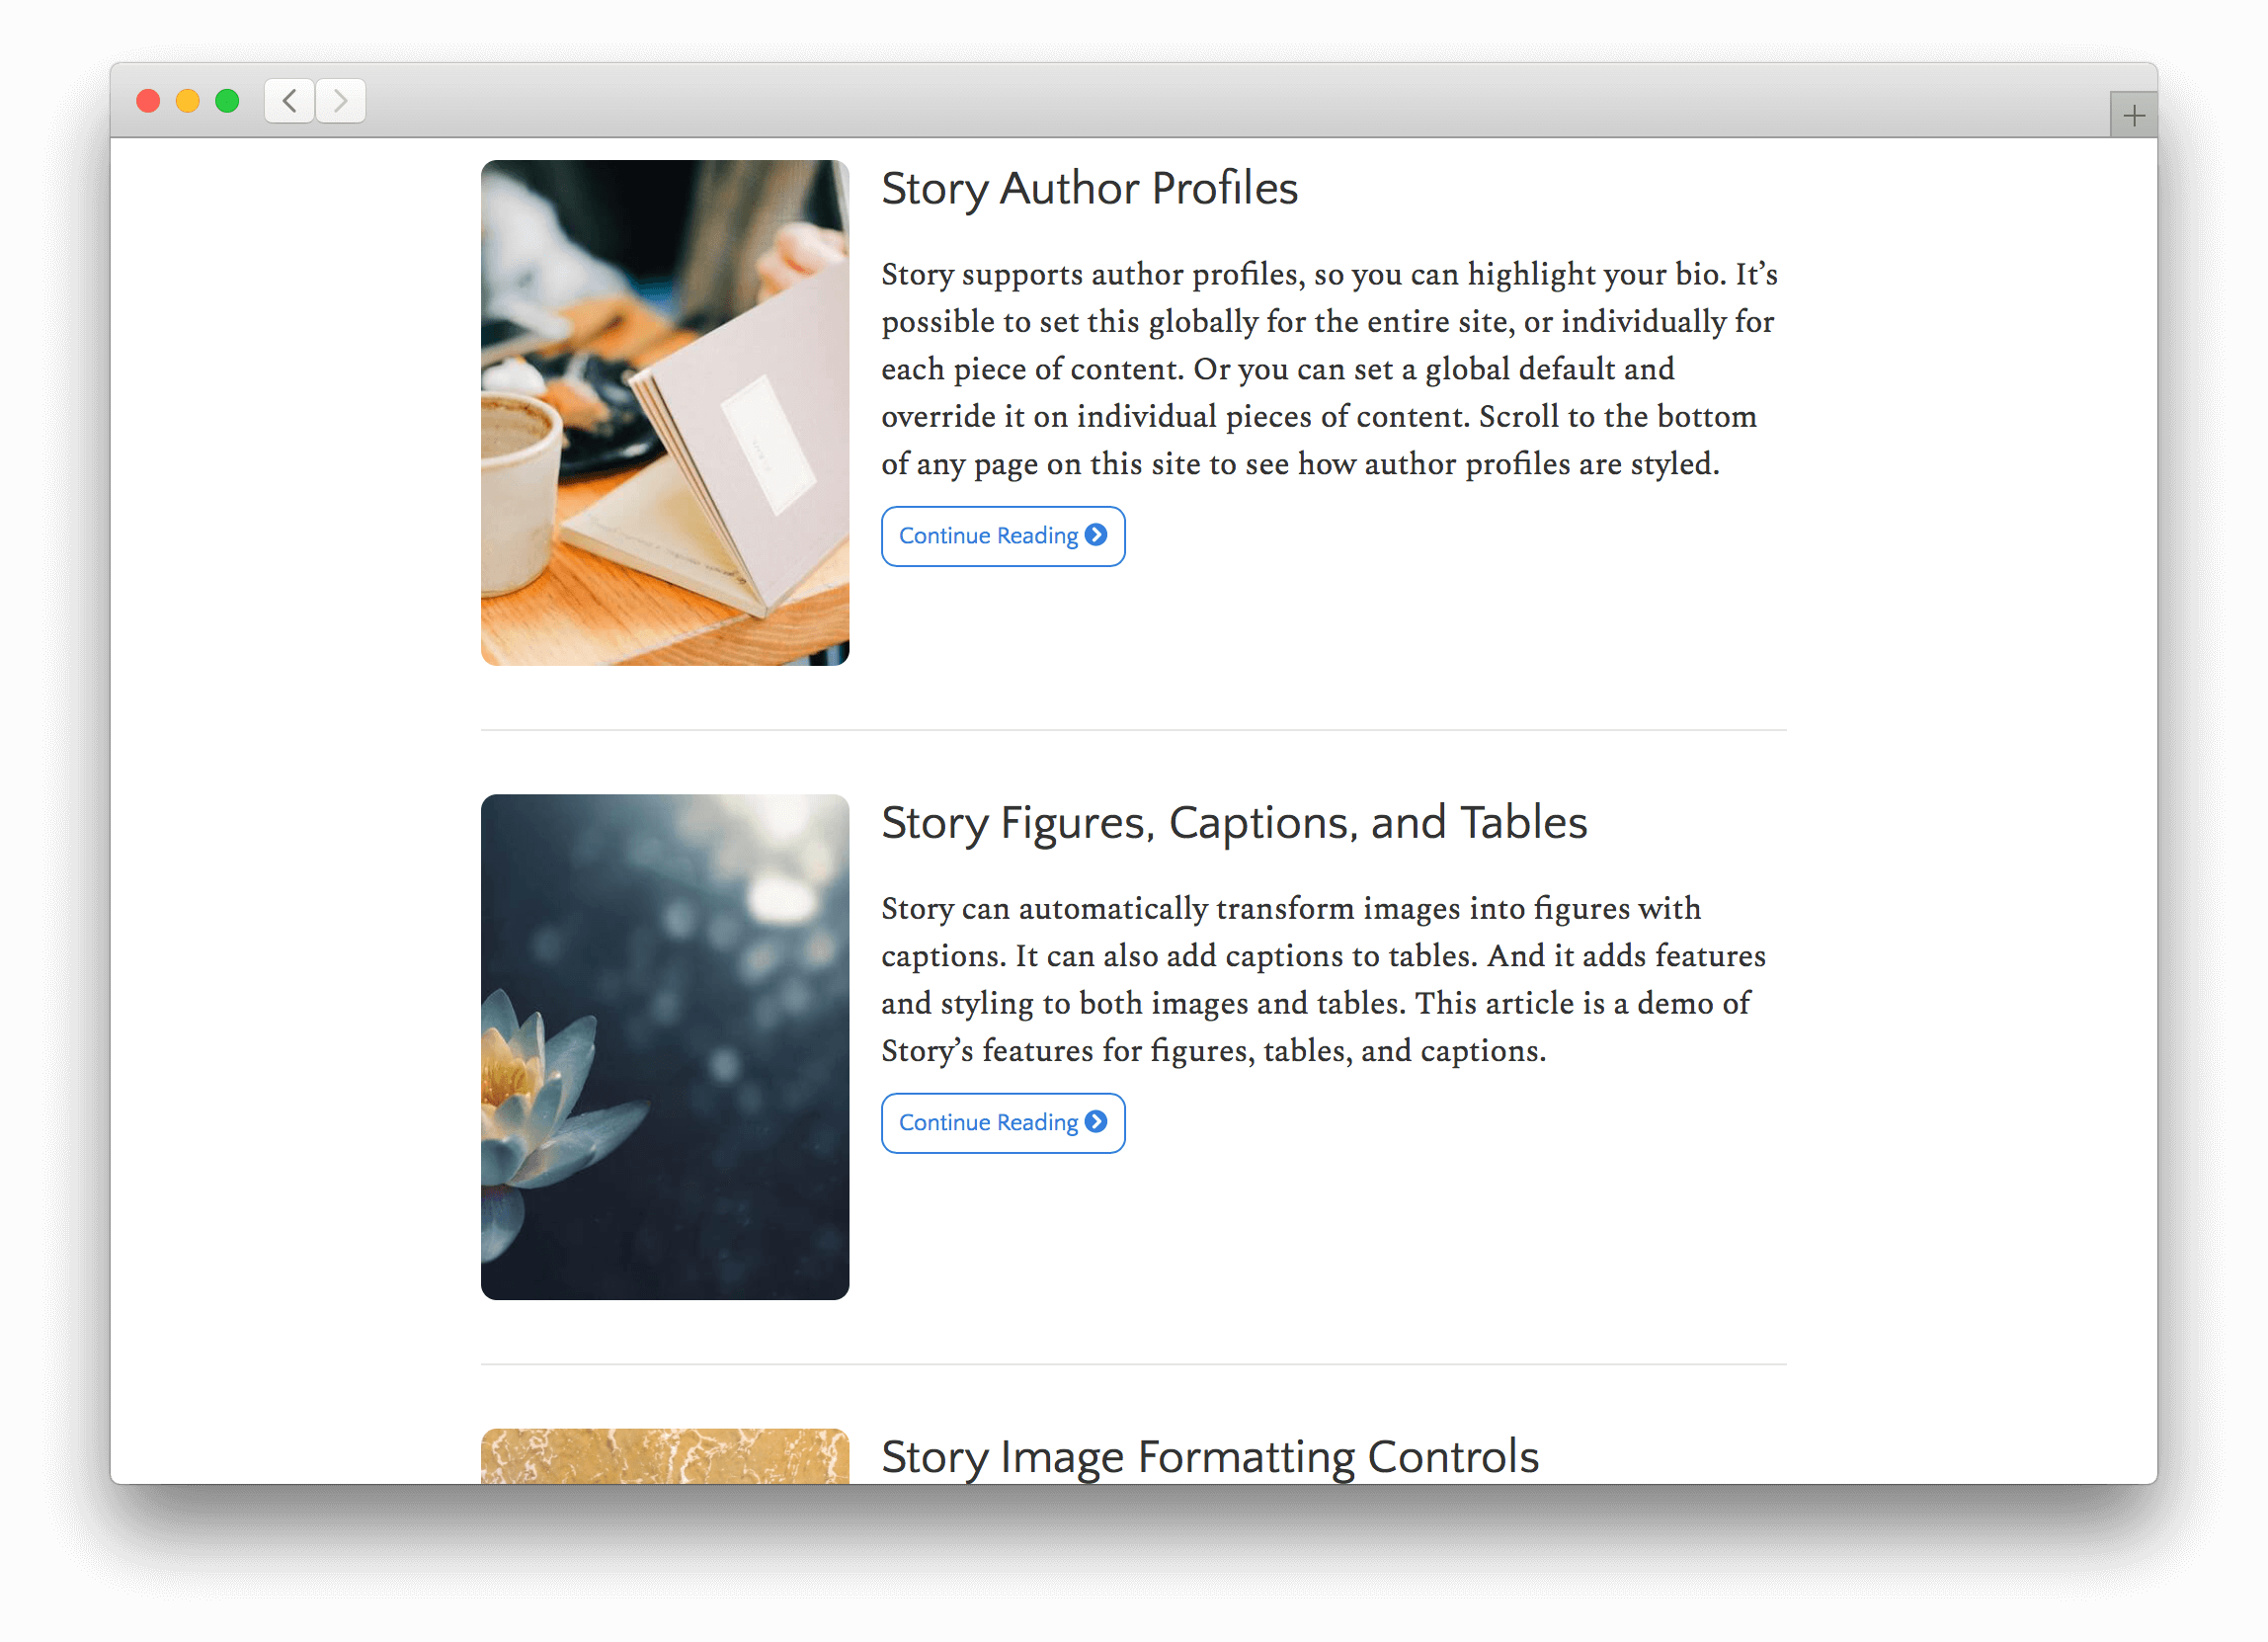 Story Author Profiles
Story supports author profiles, so you can highlight your bio. It’s
possible to set this globally for the entire site, or individually for
each piece of content. Or you can set a global default and
override it on individual pieces of content. Scroll to the bottom
of any page on this site to see how author profiles are styled.
Continue Reading
Story Figures, Captions, and Tables
Story can automatically transform images into figures with
captions. It can also add captions to tables. And it adds features
and styling to both images and tables. This article is a demo of
Story’s features for figures, tables, and captions.
Continue Reading
Story Image Formatting Controls